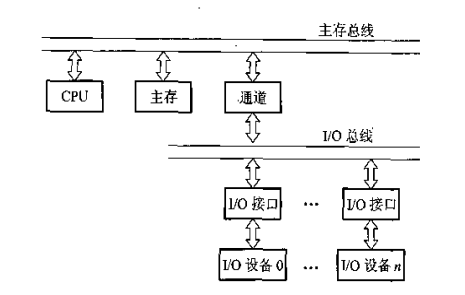 主存总线
CPU 主存 通道
I/O 总线
I/O 接口 … I/O 接口
I/O 设备 0 … I/O 设备 n